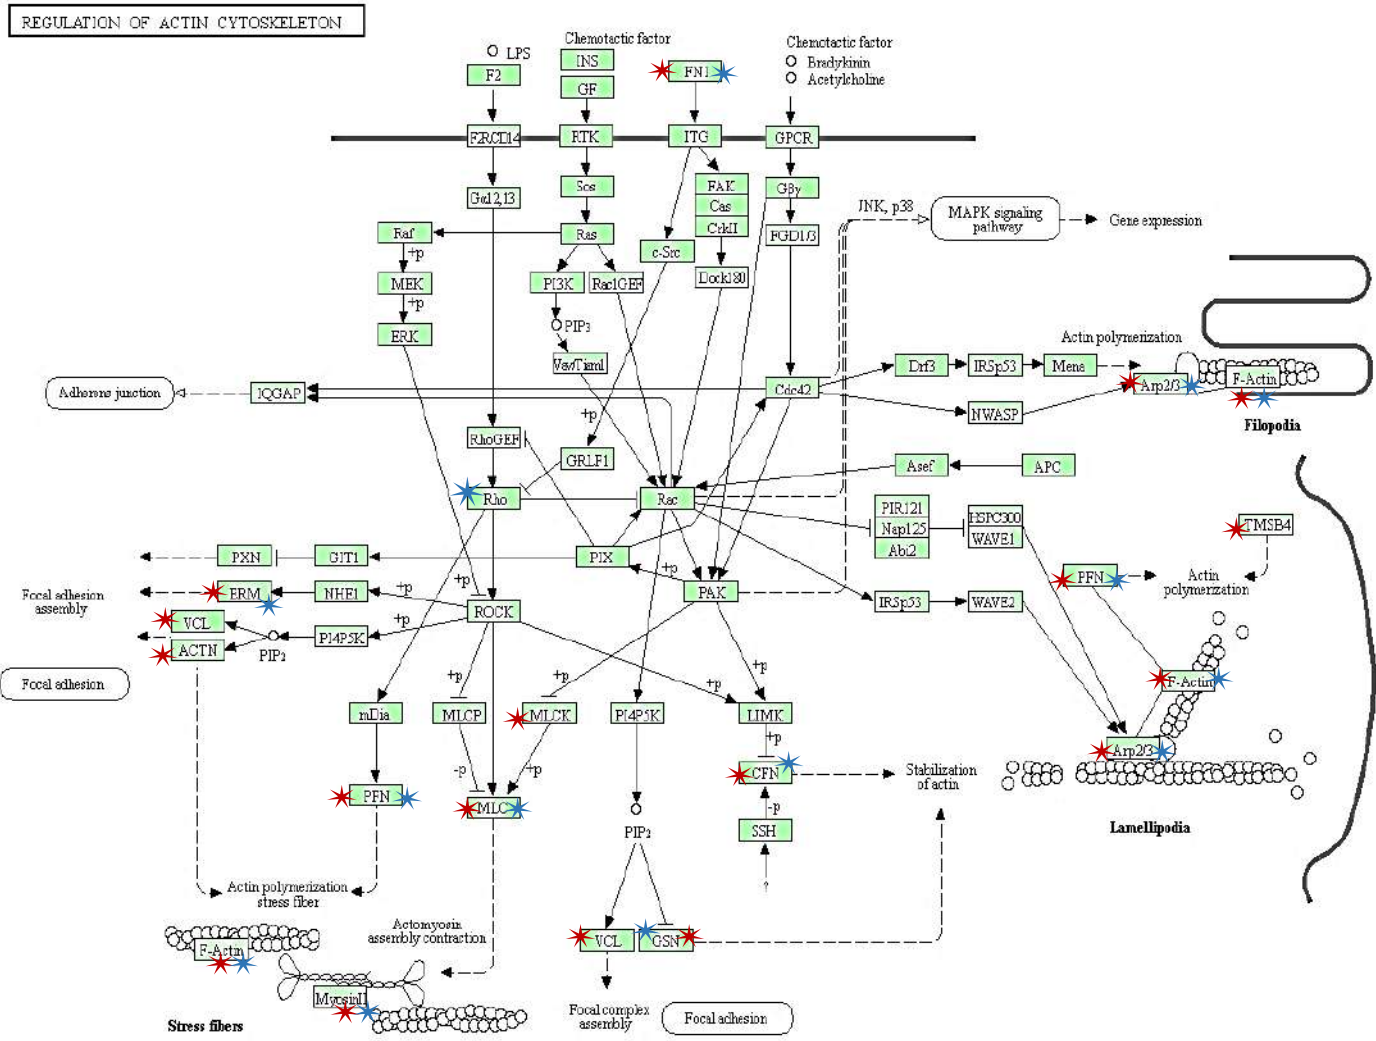 REGULATION OF ACTIN CYTOSKELETON
LPS
Chemotactic factor
Chemotactic factor
Bradykinin
Acetylcholine
F2
INS
GF
FN1
F2RCD14
RTK
ITG
GPCR
Gα12,13
Sos
FAK
Cas
CrkII
Gβγ
JNK, p38
MAPK signaling
pathway
Gene expression
Raf
Ras
c-Src
FGD1/3
+p
MEK
PI3K
Rac1GEF
Dock180
+p
ERK
PIP3
Vav/Tiam1
Actin polymerization
Drf3
IRSp53
Mena
Arp2/3
F-Actin
Adherens junction
IQGAP
Cdc42
NWASP
Filopodia
+p
RhoGEF
GRLF1
Asef
APC
Rho
Rac
PIR121
Nap125
Abi2
HSPC300
WAVE1
TMSB4
PXN
GIT1
PIX
+p
PFN
Actin
polymerization
Focal adhesion
assembly
ERM
NHE1
+p
+p
ROCK
PAK
IRSp53
WAVE2
VCL
ACTN
PIP2
PI4P5K
+p
Focal adhesion
+p
+p
+p
+p
F-Actin
mDia
MLCP
MLCK
PI4P5K
LIMK
+p
Arp2/3
-p
+p
CFN
Stabilization
of actin
PFN
MLC
-p
PIP2
SSH
Lamellipodia
?
Actin polymerization
stress fiber
Actomyosin
assembly contraction
F-Actin
VCL
GSN
MyosinII
Stress fibers
Focal complex
assembly
Focal adhesion